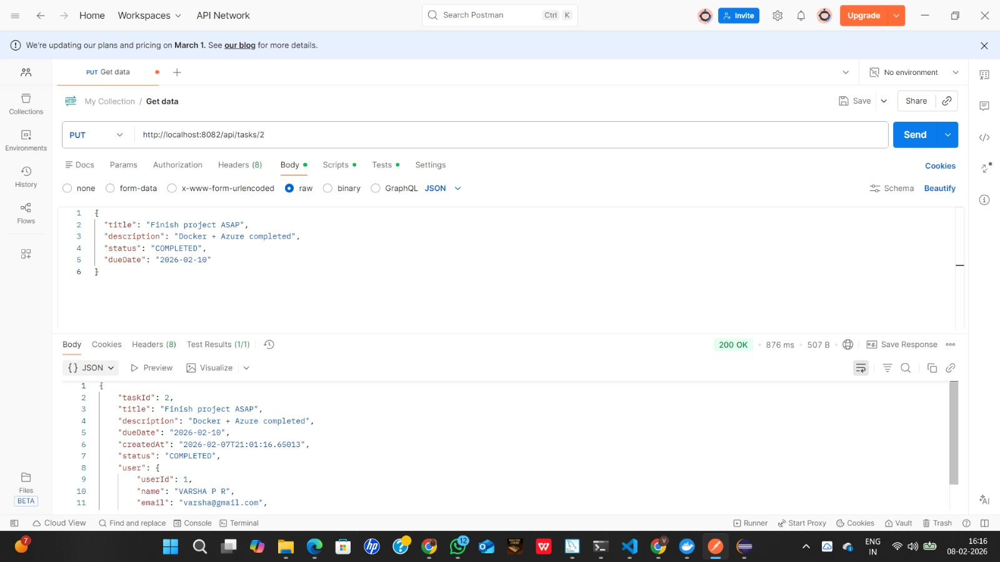 Home Workspaces API Network Search Postman Ctrl K Invite Upgrade
We're updating our plans and pricing on March 1. See our blog for more details.
PUT Get data No environment
HTTP My Collection / Get data Save Share
PUT http://localhost:8082/api/tasks/2 Send
Docs Params Authorization Headers (8) Body Scripts Tests Settings Cookies
none form-data x-www-form-urlencoded raw binary GraphQL JSON Schema Beautify
Collections
Environments
History
Flows
1 {
2 "title": "Finish project ASAP",
3 "description": "Docker + Azure completed",
4 "status": "COMPLETED",
5 "dueDate": "2026-02-10"
6 }
Body Cookies Headers (8) Test Results (1/1) 200 OK 876 ms 507 B e.g. Save Response
{} JSON Preview Visualize
1 {
2 "taskId": 2,
3 "title": "Finish project ASAP",
4 "description": "Docker + Azure completed",
5 "dueDate": "2026-02-10",
6 "createdAt": "2026-02-07T21:01:16.65013",
7 "status": "COMPLETED",
8 "user": {
9 "userId": 1,
10 "name": "VARSHA P R",
11 "email": "varsha@gmail.com",
Files
BETA
AI
Cloud View Find and replace Console Terminal Runner Start Proxy Cookies Vault Trash
7 hp 12 W V ENG 16:16
IN 08-02-2026